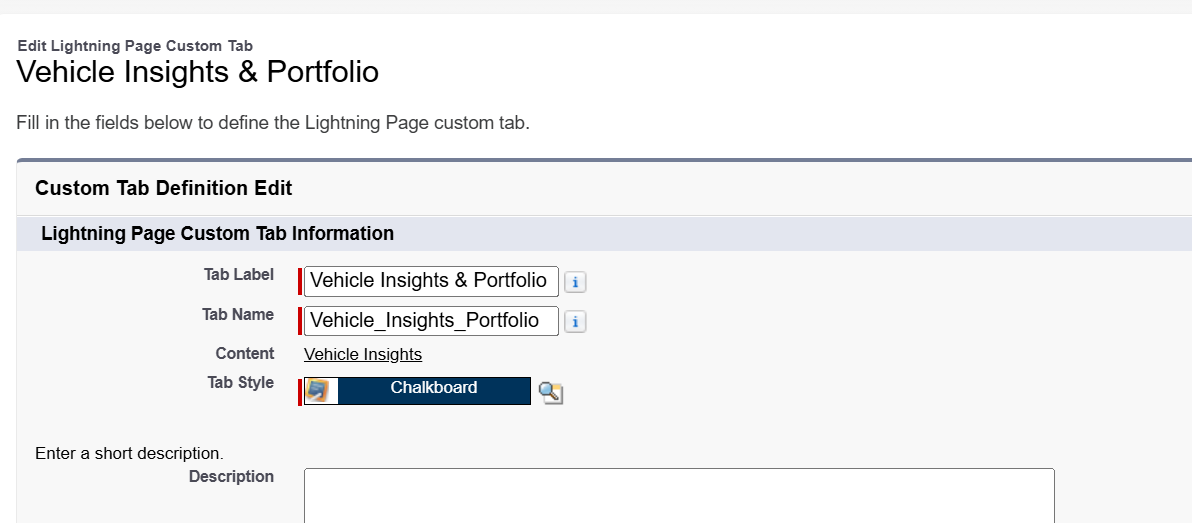 Edit Lightning Page Custom Tab
Vehicle Insights & Portfolio
Fill in the fields below to define the Lightning Page custom tab.
Custom Tab Definition Edit
Lightning Page Custom Tab Information
Tab Label Vehicle Insights & Portfolio i
Tab Name Vehicle_Insights_Portfolio i
Content Vehicle Insights
Tab Style Chalkboard
Enter a short description.
Description